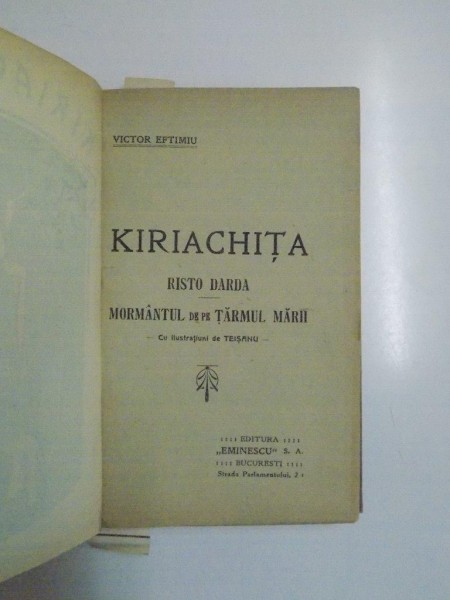 VICTOR EFTIMIU
KIRIACHIȚA
RISTO DARDA
MORMÂNTUL DE PE ȚĂRMUL MĂRII
— Cu ilustrațiuni de TEIȘANU —
EDITURA
„EMINESCU" S. A.
BUCUREȘTI
Strada Parlamentului, 2